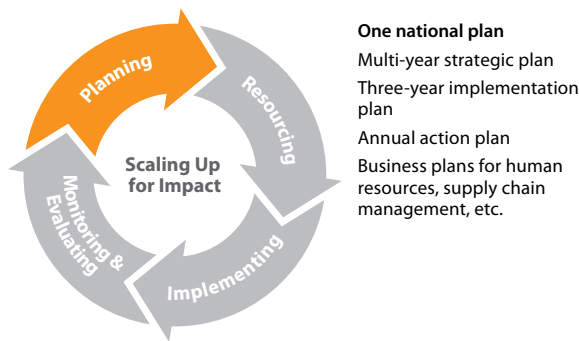 Planning
Resourcing
Implementing
Monitoring &
Evaluating
Scaling Up
for Impact
One national plan
Multi-year strategic plan
Three-year implementation
plan
Annual action plan
Business plans for human
resources, supply chain
management, etc.